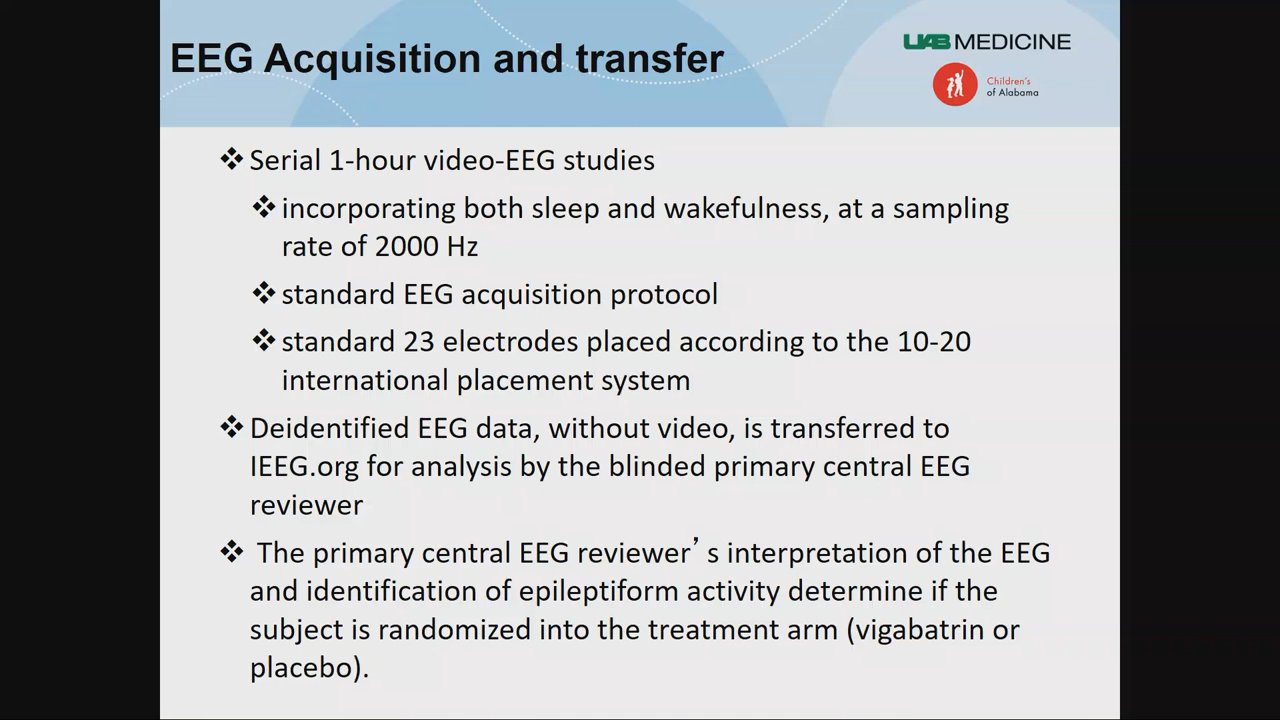 EEG Acquisition and transfer
UAB MEDICINE
Children's
of Alabama
❖ Serial 1-hour video-EEG studies
❖ incorporating both sleep and wakefulness, at a sampling
rate of 2000 Hz
❖ standard EEG acquisition protocol
❖ standard 23 electrodes placed according to the 10-20
international placement system
❖ Deidentified EEG data, without video, is transferred to
IEEG.org for analysis by the blinded primary central EEG
reviewer
❖ The primary central EEG reviewer’s interpretation of the EEG
and identification of epileptiform activity determine if the
subject is randomized into the treatment arm (vigabatrin or
placebo).